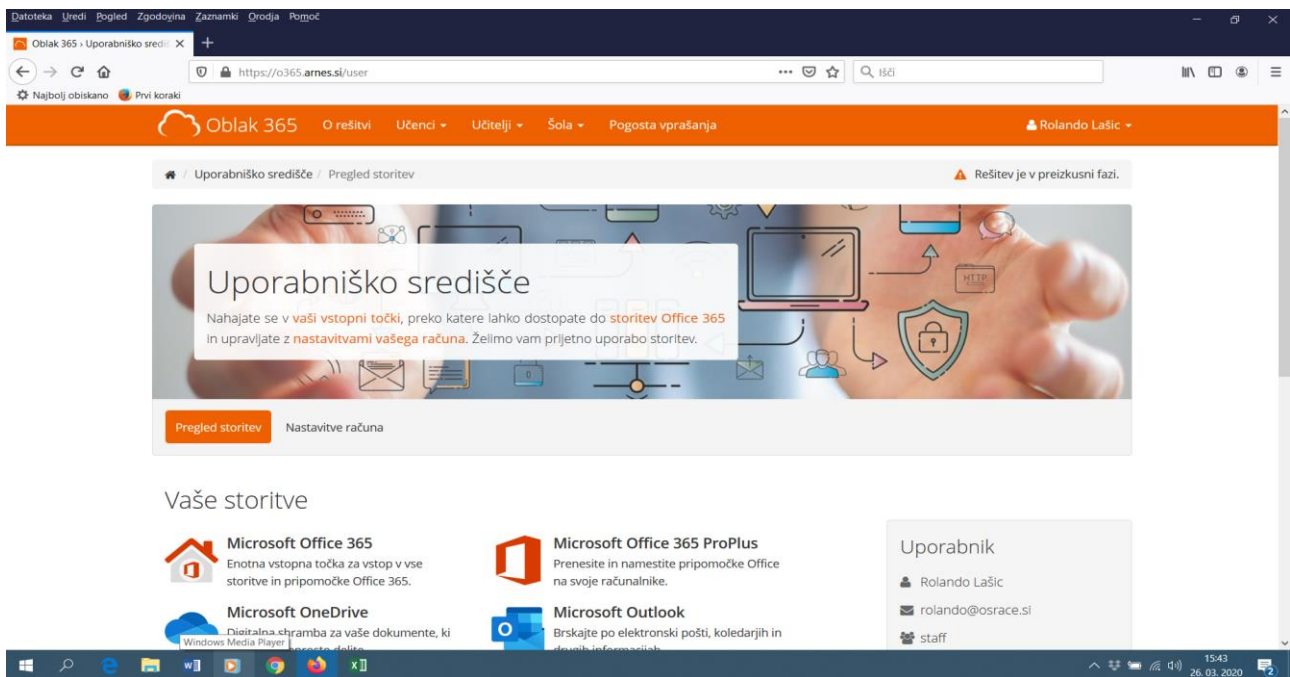 Datoteka Uredi Pogled Zgodovina Zaznamki Orodja Pomoč
Oblak 365 › Uporabniško središ
https://o365.arnes.si/user
Išči
Najbolj obiskano Prvi koraki
Oblak 365 O rešitvi Učenci Učitelji Šola Pogosta vprašanja Rolando Lašic
/ Uporabniško središče / Pregled storitev Rešitev je v preizkusni fazi.
HTTP
Uporabniško središče
Nahajate se v vaši vstopni točki, preko katere lahko dostopate do storitev Office 365
in upravljate z nastavitvami vašega računa. Želimo vam prijetno uporabo storitev.
Pregled storitev Nastavitve računa
Vaše storitve
Microsoft Office 365
Enotna vstopna točka za vstop v vse
storitve in pripomočke Office 365.
Microsoft Office 365 ProPlus
Prenesite in namestite pripomočke Office
na svoje računalnike.
Microsoft OneDrive
Digitalna shramba za vaše dokumente, ki
Windows Media Player
Microsoft Outlook
Brskajte po elektronski pošti, koledarjih in
Uporabnik
Rolando Lašic
rolando@osrace.si
staff
15:43
26. 03. 2020